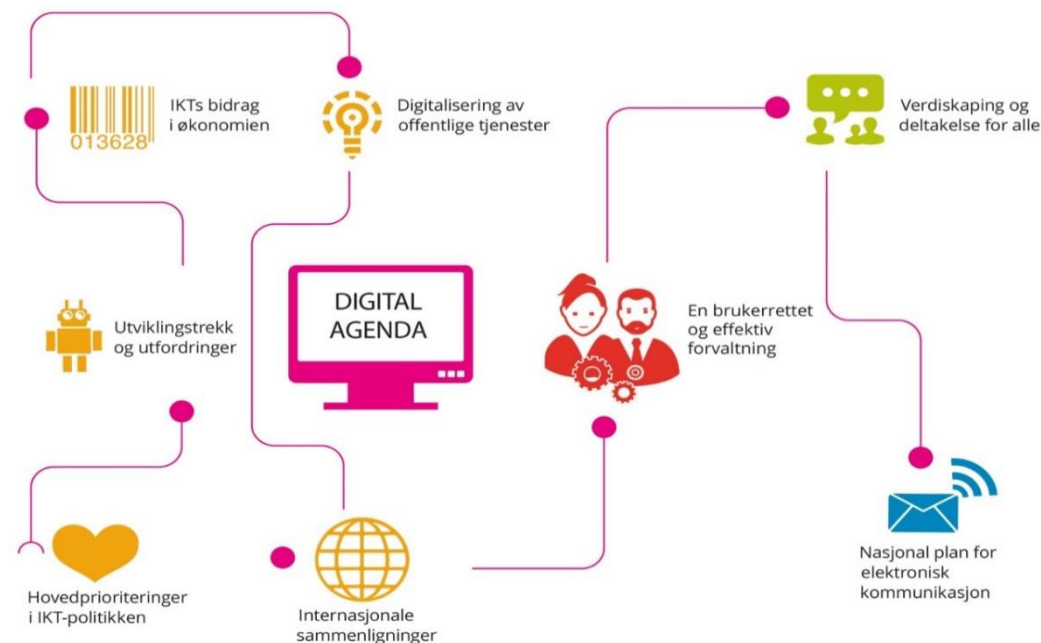 IKTs bidrag
i økonomien
013628
Digitalisering av
offentlige tjenester
Verdiskaping og
deltakelse for alle
Utviklingstrekk
og utfordringer
DIGITAL
AGENDA
En brukerrettet
og effektiv
forvaltning
Hovedprioriteringer
i IKT-politikken
Internasjonale
sammenligninger
Nasjonal plan for
elektronisk
kommunikasjon